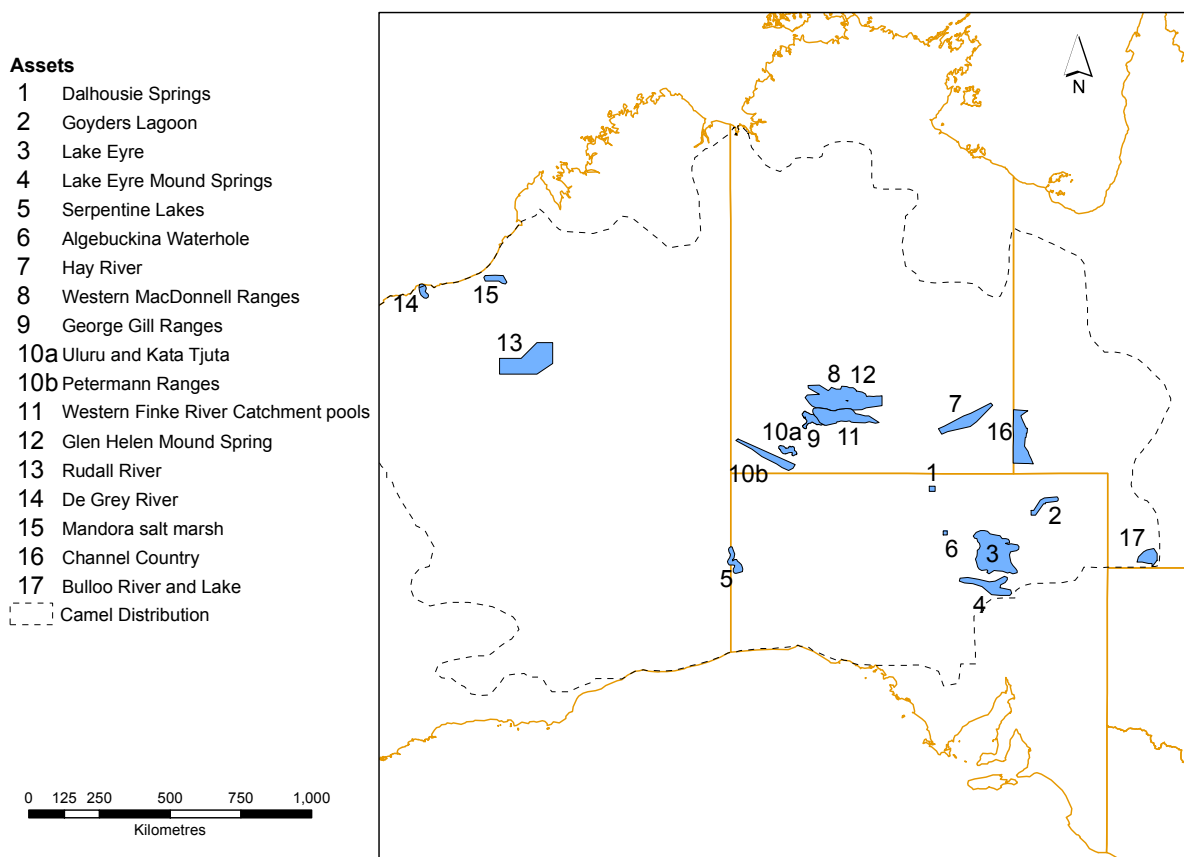 Assets
1 Dalhousie Springs
2 Goyders Lagoon
3 Lake Eyre
4 Lake Eyre Mound Springs
5 Serpentine Lakes
6 Algebuckina Waterhole
7 Hay River
8 Western MacDonnell Ranges
9 George Gill Ranges
10a Uluru and Kata Tjuta
10b Petermann Ranges
11 Western Finke River Catchment pools
12 Glen Helen Mound Spring
13 Rudall River
14 De Grey River
15 Mandora salt marsh
16 Channel Country
17 Bulloo River and Lake
Camel Distribution
0 125 250 500 750 1,000
Kilometres
N
14
15
13
8 12
7
16
10a
9
11
10b
1
2
6
3
17
5
4